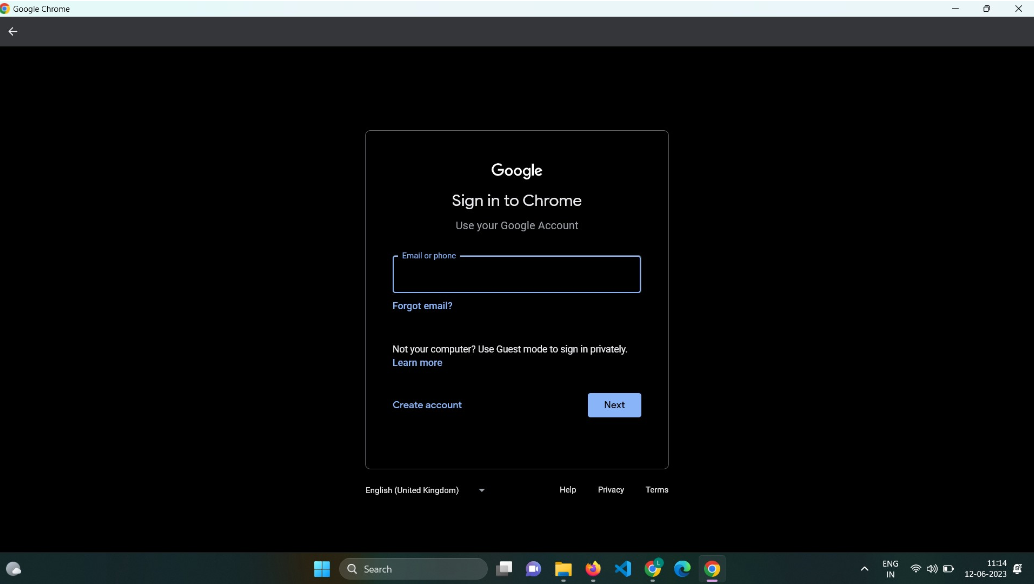 Google Chrome
Google
Sign in to Chrome
Use your Google Account
Email or phone
Forgot email?
Not your computer? Use Guest mode to sign in privately.
Learn more
Create account
Next
English (United Kingdom)
Help
Privacy
Terms
Search
L
ENG
IN
11:14
12-06-2023